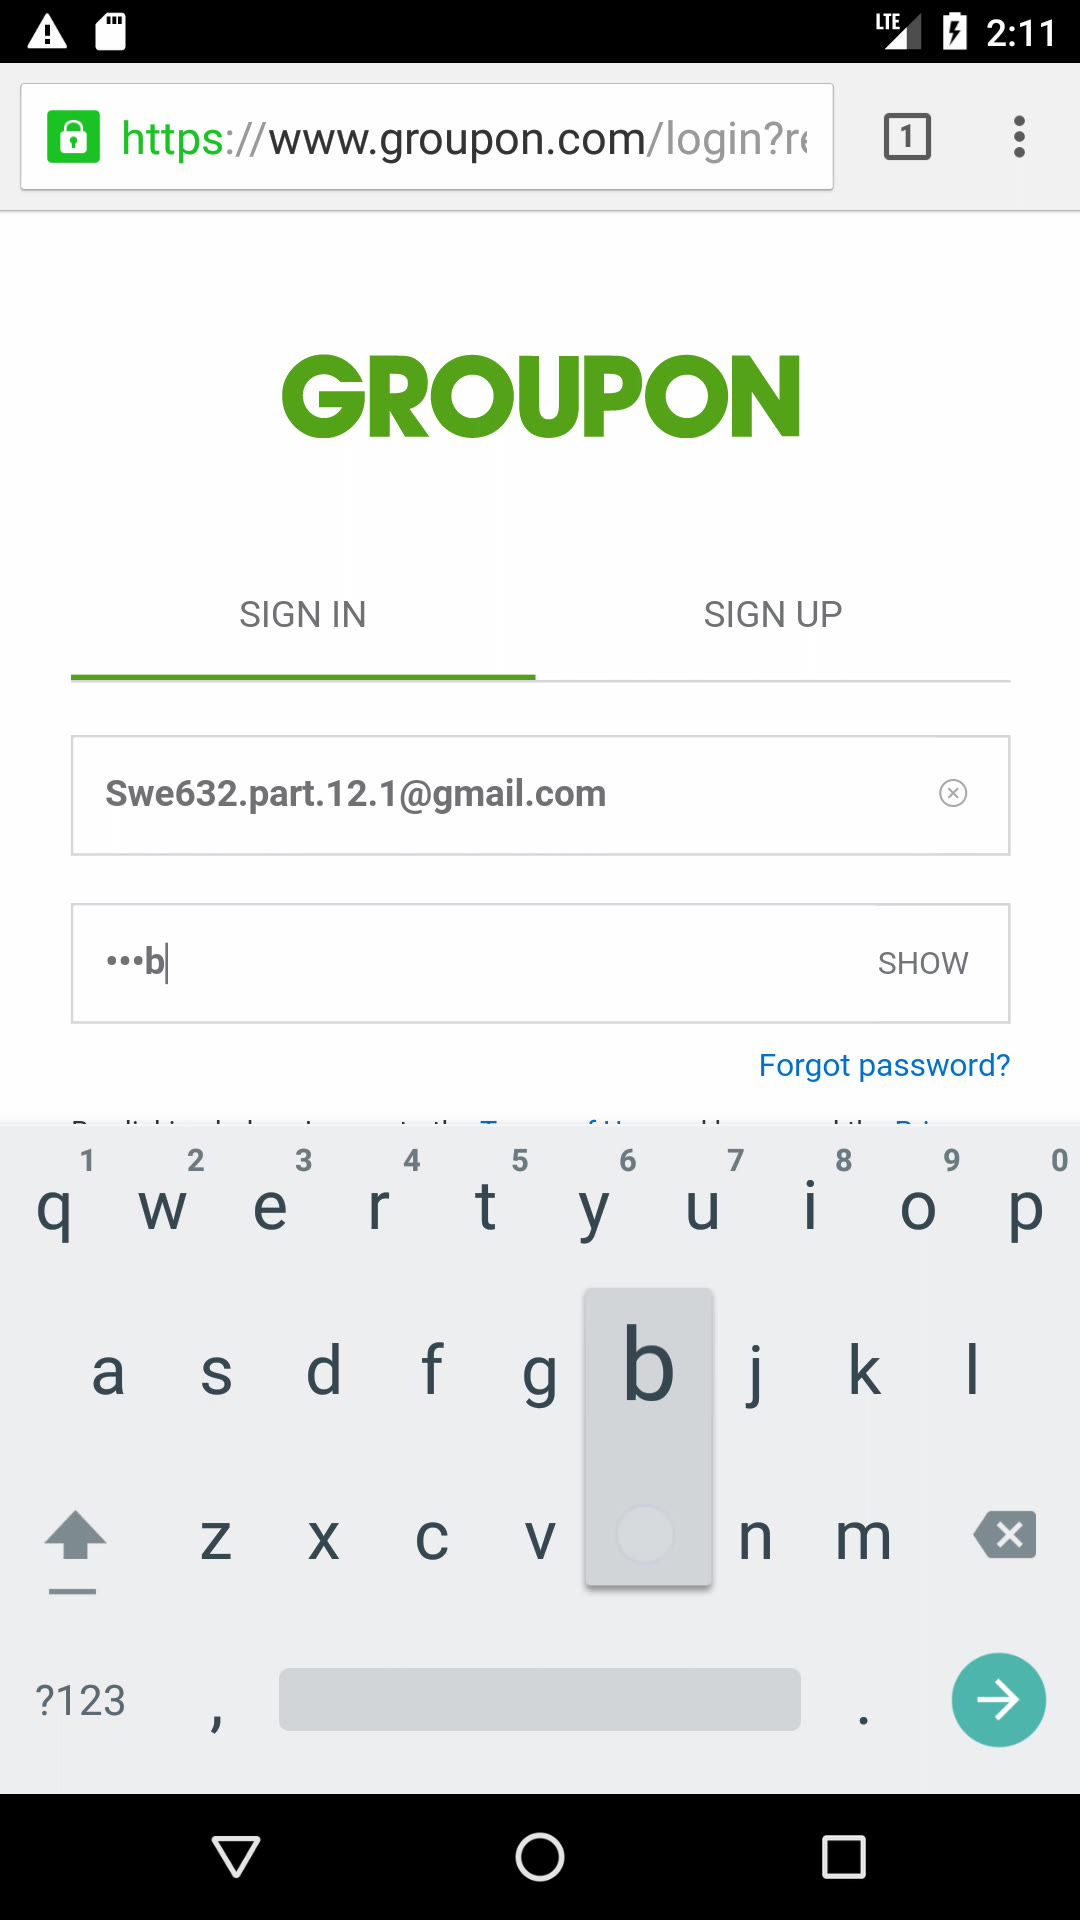 LTE 2:11
https://www.groupon.com/login?re
1
GROUPON
SIGN IN SIGN UP
Swe632.part.12.1@gmail.com
•••b SHOW
Forgot password?
1 2 3 4 5 6 7 8 9 0
q w e r t y u i o p
a s d f g b j k l
z x c v n m
?123 , .